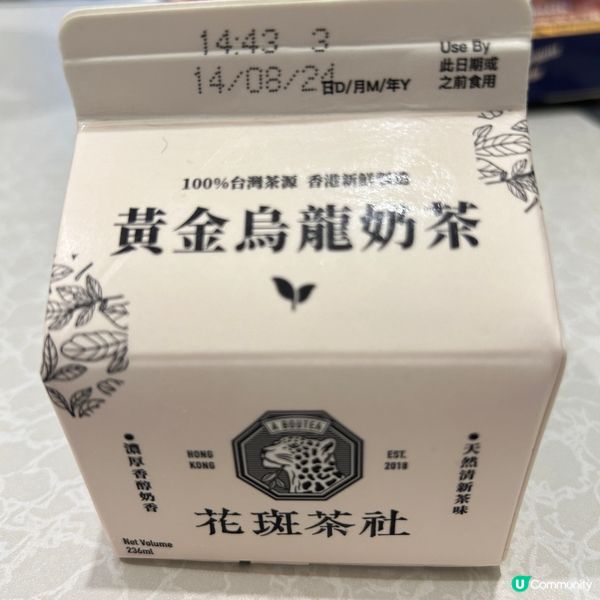 14:43 3
14/08/24
日D/月M/年Y
Use By
此日期或
之前食用
100%台灣茶源 香港新鮮製造
黃金烏龍奶茶
A BOUTEA
HONG
KONG
EST.
2018
濃厚香醇奶香
天然清新茶味
花斑茶社
Net Volume
236ml
U Community